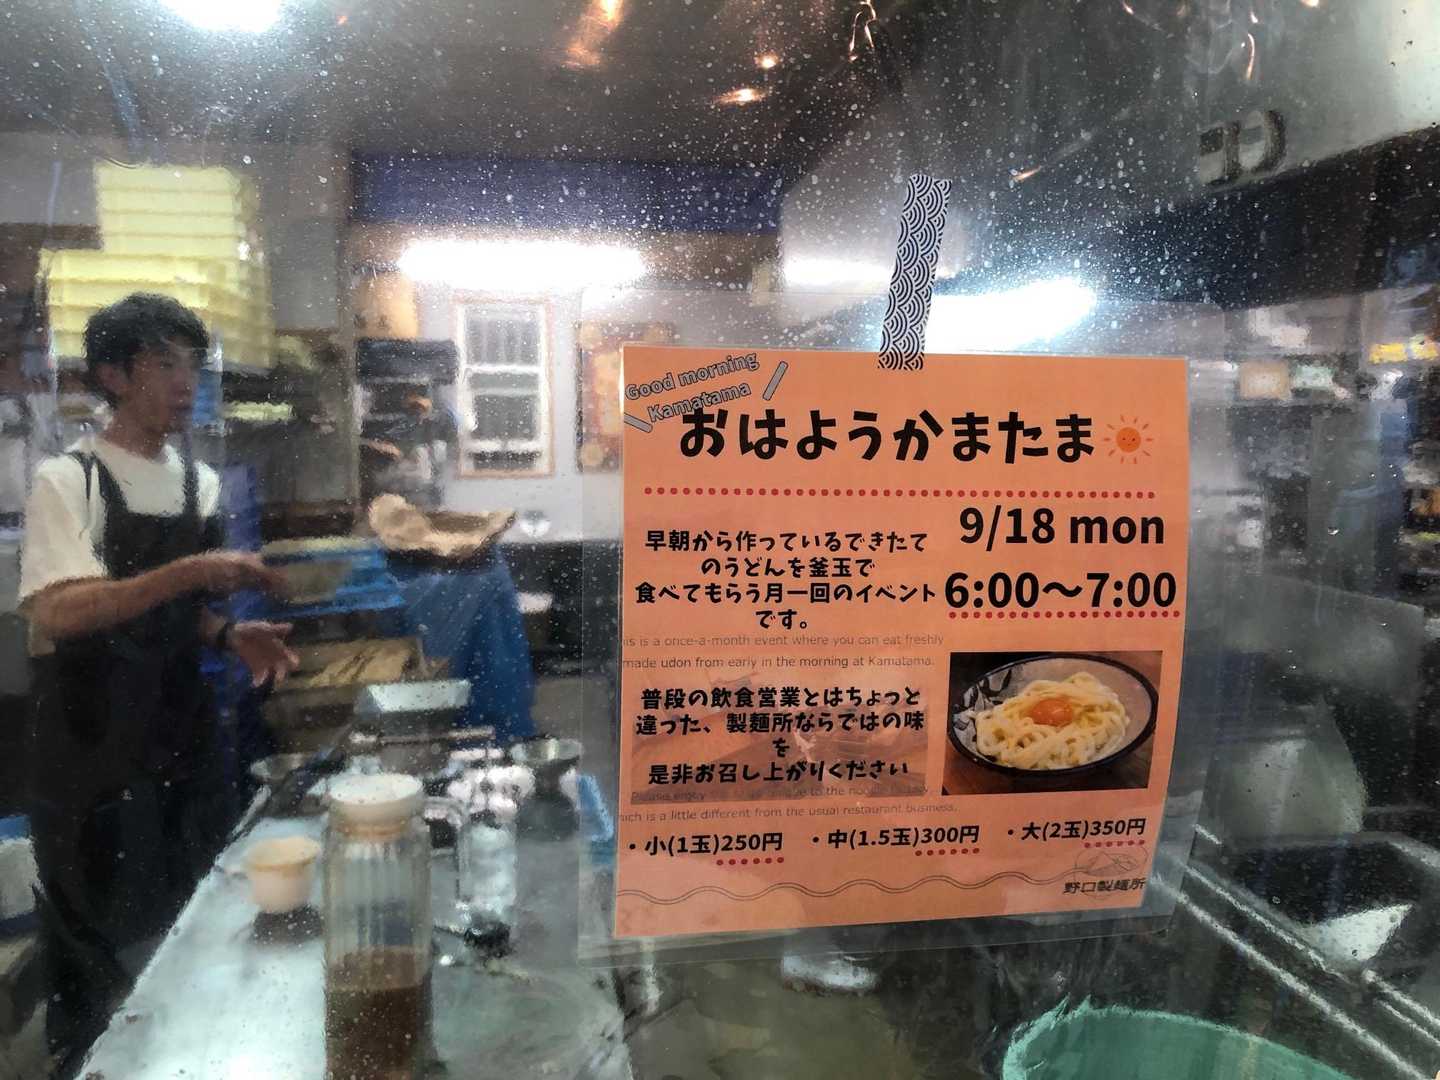 Good morning
Kamatama
おはようかまたま
9/18 mon
6:00〜7:00
早朝から作っているできたて
のうどんを釜玉で
食べてもらう月一回のイベント
です。
his is a once-a-month event where you can eat freshly
made udon from early in the morning at Kamatama.
普段の飲食営業とはちょっと
違った、製麺所ならではの味
を
是非お召し上がりください
Please enjoy the to the noodle
hich is a little different from the usual restaurant business.
・小(1玉)250円 ・中(1.5玉)300円 ・大(2玉)350円
野口製麺所